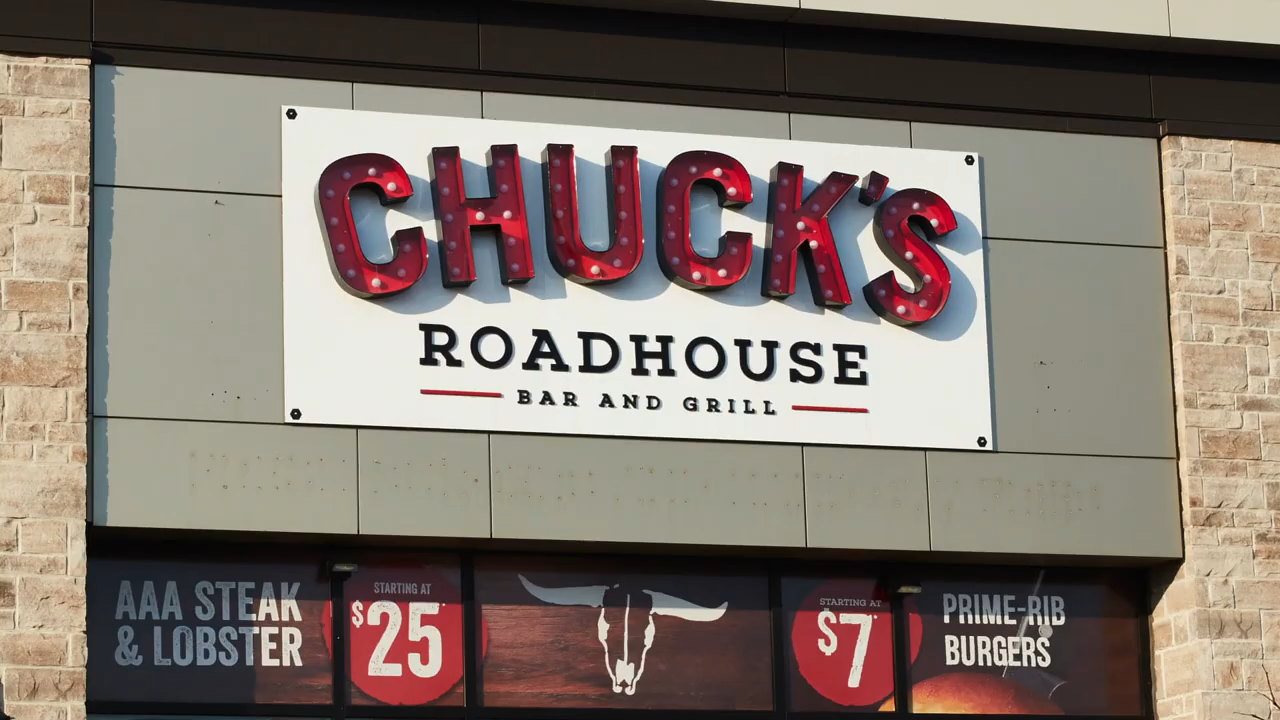 CHUCK'S
ROADHOUSE
BAR AND GRILL
AAA STEAK
& LOBSTER
STARTING AT
$25*
STARTING AT
$7*
PRIME-RIB
BURGERS